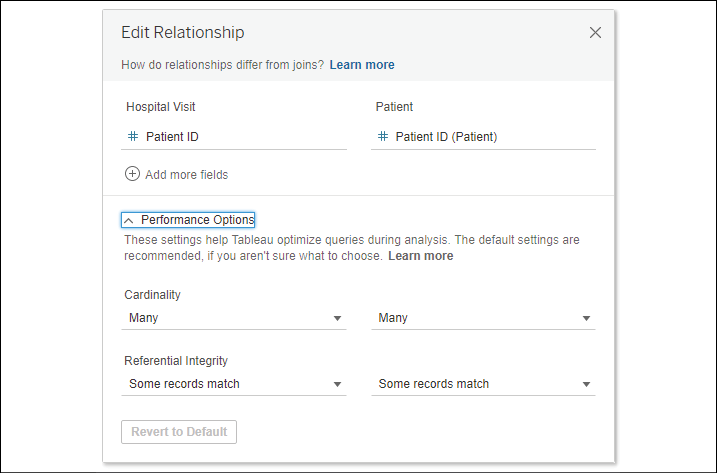 Edit Relationship
How do relationships differ from joins? Learn more
Hospital Visit
Patient
Patient ID
Patient ID (Patient)
Add more fields
Performance Options
These settings help Tableau optimize queries during analysis. The default settings are
recommended, if you aren't sure what to choose. Learn more
Cardinality
Many
Many
Referential Integrity
Some records match
Some records match
Revert to Default